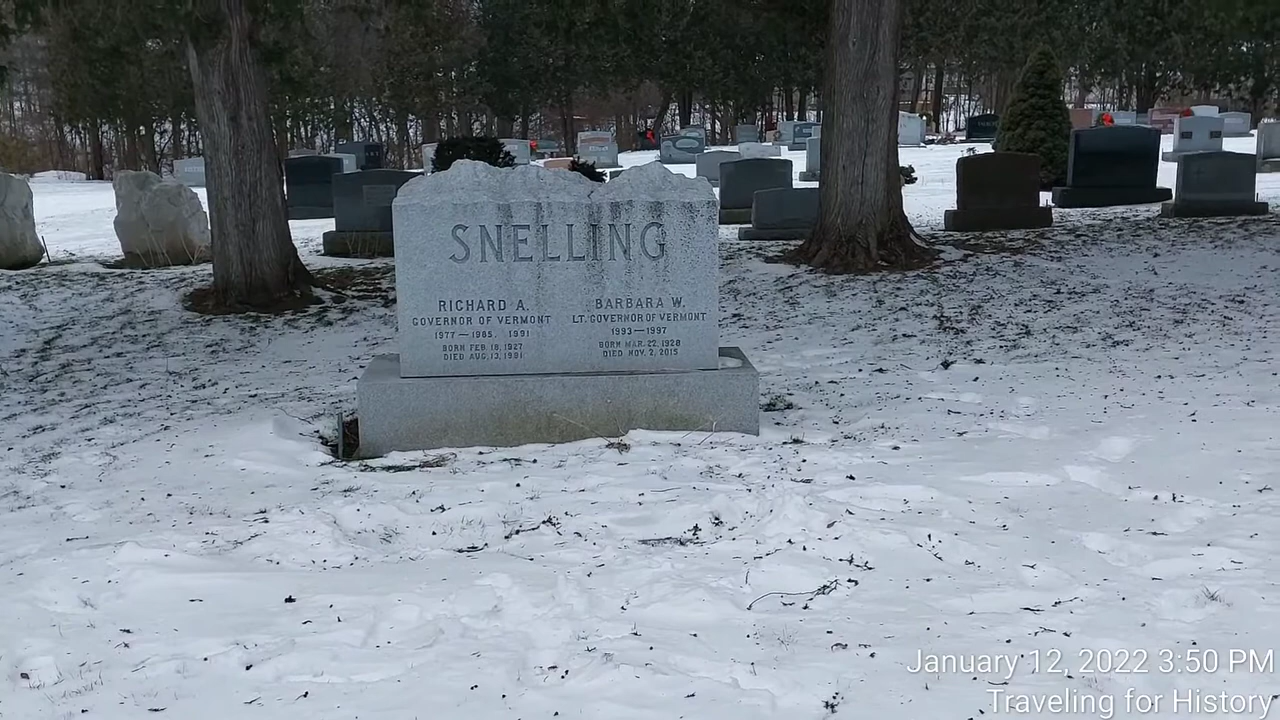 SNELLING
RICHARD A.
GOVERNOR OF VERMONT
1977—1985 1991
BORN FEB. 18, 1927
DIED AUG. 13, 1991
BARBARA W.
LT. GOVERNOR OF VERMONT
1993—1997
BORN MAR. 22, 1928
DIED NOV. 2, 2015
January 12, 2022 3:50 PM
Traveling for History